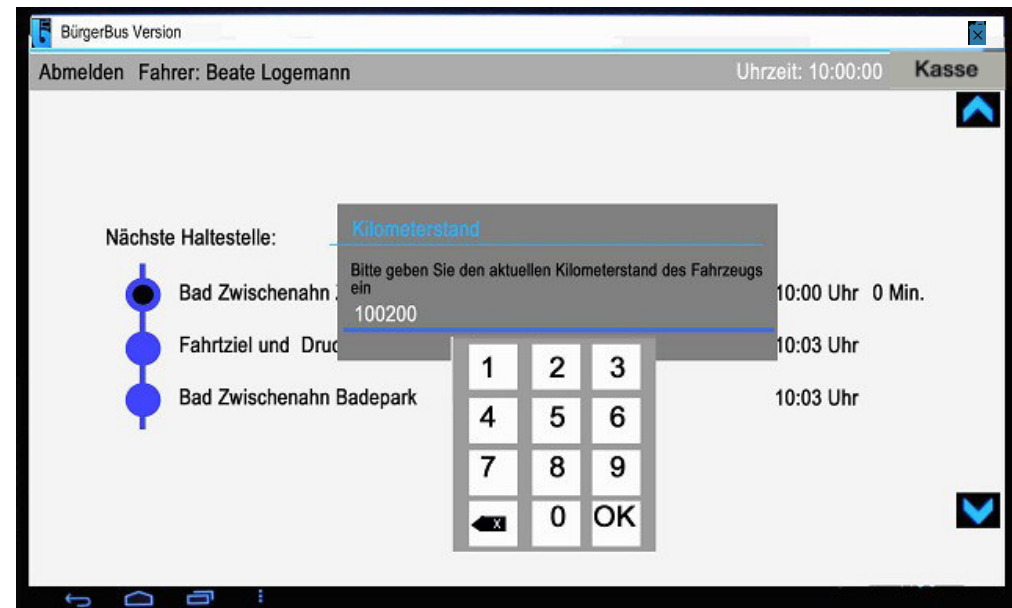 BürgerBus Version
Abmelden Fahrer: Beate Logemann Uhrzeit: 10:00:00 Kasse
Kilometerstand
Nächste Haltestelle:
Bitte geben Sie den aktuellen Kilometerstand des Fahrzeugs
ein
Bad Zwischenahn 10:00 Uhr 0 Min.
100200
Fahrtziel und 10:03 Uhr
Bad Zwischenahn Badepark 10:03 Uhr
1 2 3
4 5 6
7 8 9
X 0 OK